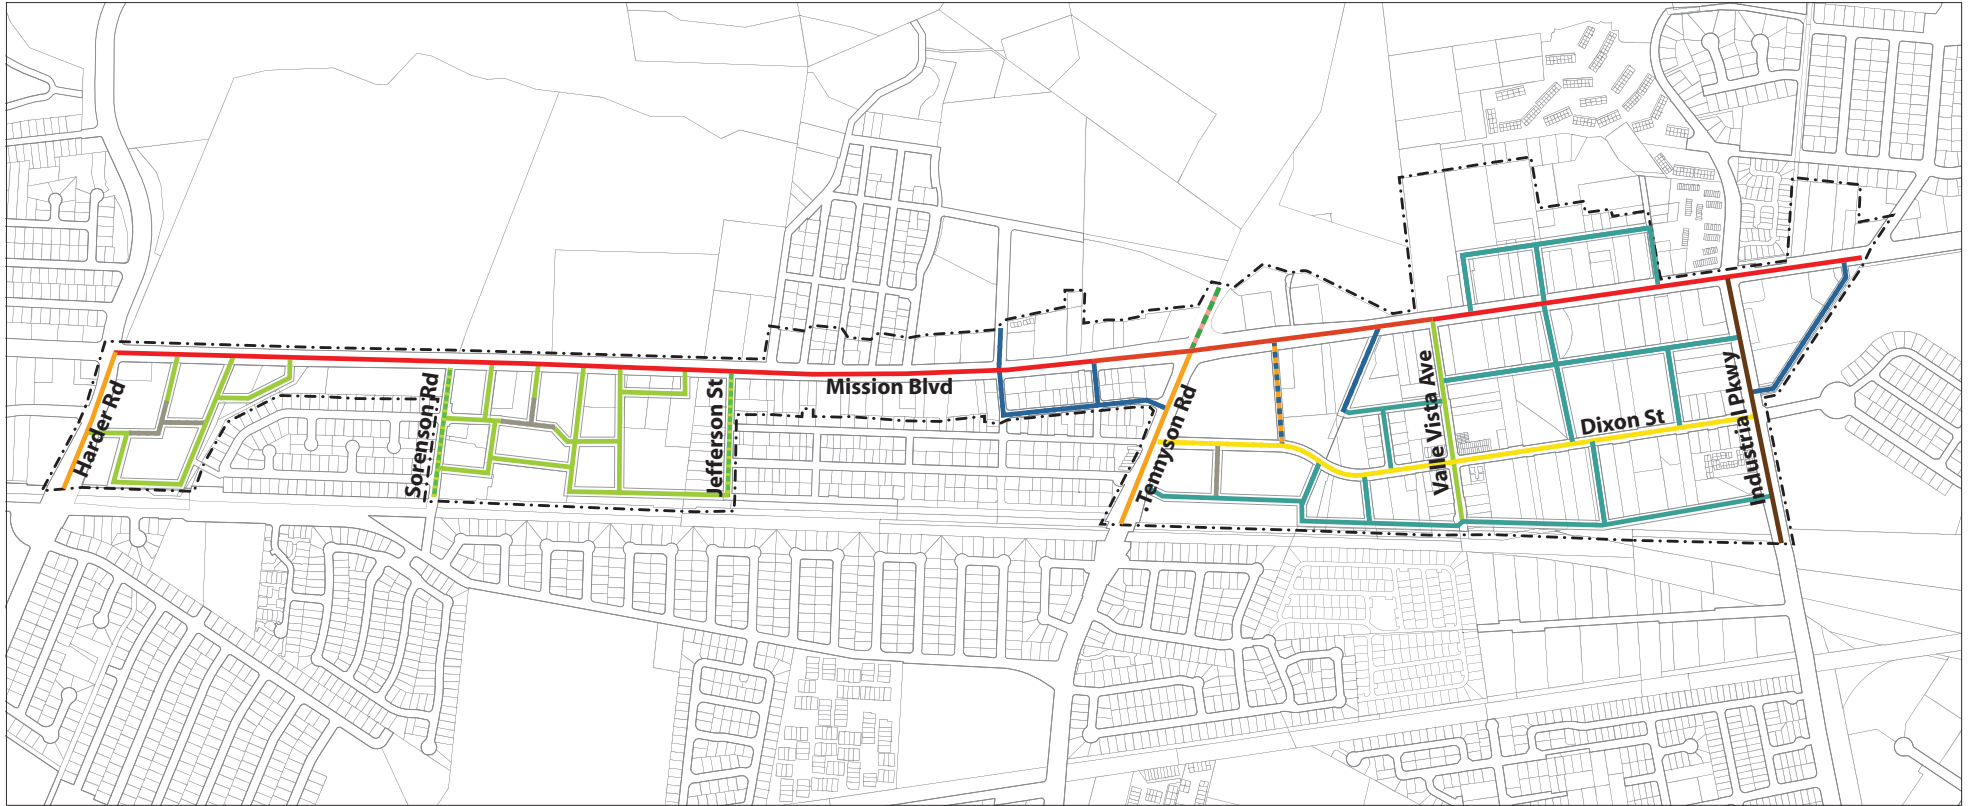 Harder Rd
Sorenson Rd
Jefferson St
Mission Blvd
Tennyson Rd
Valle Vista Ave
Dixon St
Industrial Pkwy